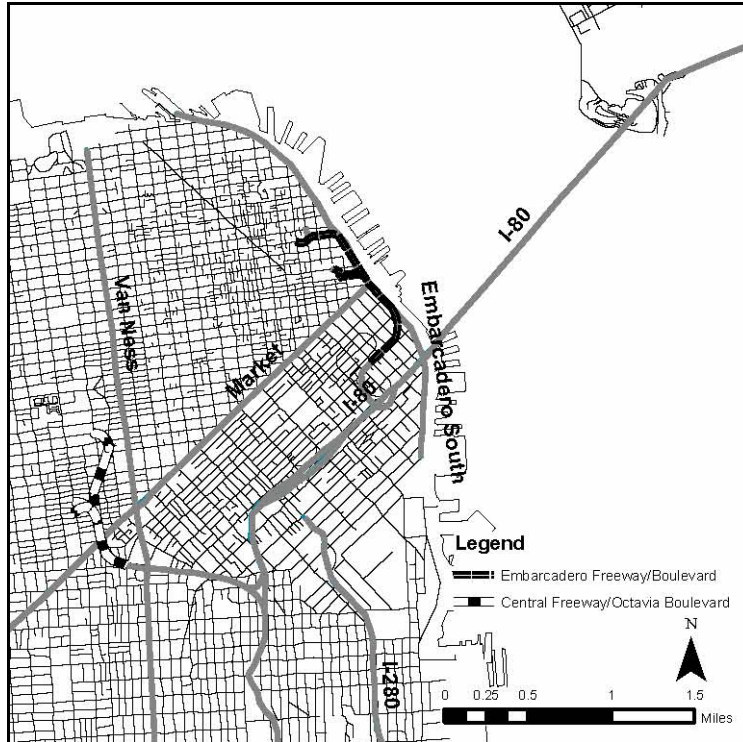 I-80
Embarcadero South
Van Ness
Market
I-80
I-280
Legend
Embarcadero Freeway/Boulevard
Central Freeway/Octavia Boulevard
N
0 0.25 0.5 1 1.5
Miles